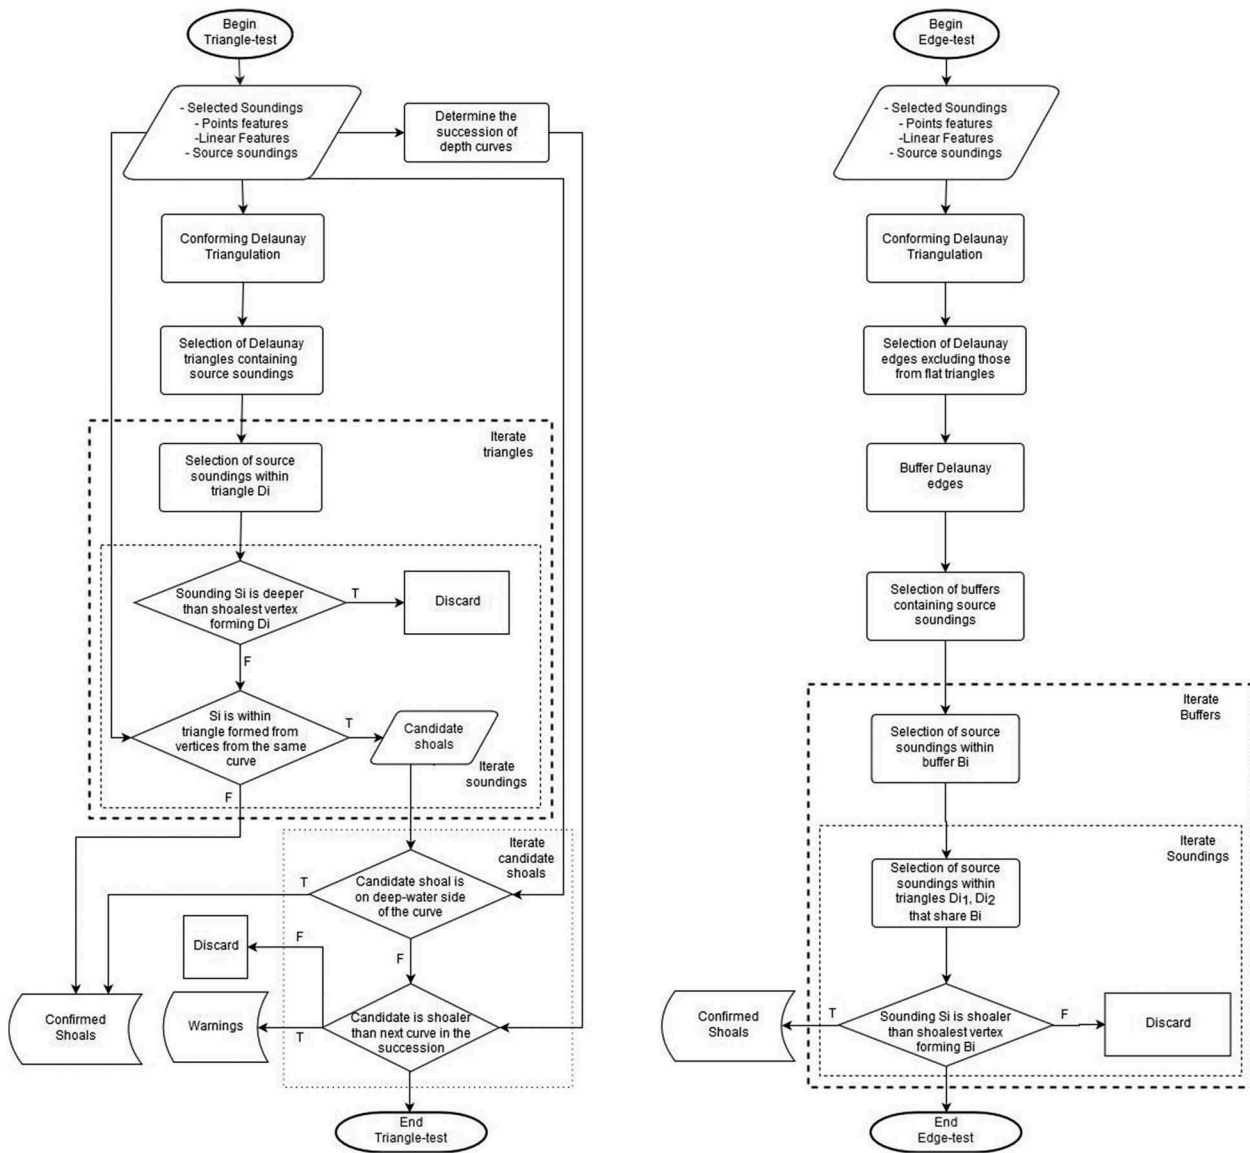 Begin
Triangle-test
- Selected Soundings
- Points features
-Linear Features
- Source soundings
Determine the
succession of
depth curves
Conforming Delaunay
Triangulation
Selection of Delaunay
triangles containing
source soundings
Iterate
triangles
Selection of source
soundings within
triangle Di
Sounding Si is deeper
than shoalest vertex
forming Di
T
Discard
F
Si is within
triangle formed from
vertices from the same
curve
T
Candidate
shoals
Iterate
soundings
F
Iterate
candidate
shoals
Candidate shoal is
on deep-water side
of the curve
T
F
Discard
F
Candidate is shoaler
than next curve in the
succession
Warnings
T
Confirmed
Shoals
End
Triangle-test
Begin
Edge-test
- Selected Soundings
- Points features
-Linear Features
- Source soundings
Conforming Delaunay
Triangulation
Selection of Delaunay
edges excluding those
from flat triangles
Buffer Delaunay
edges
Selection of buffers
containing source
soundings
Iterate
Buffers
Selection of source
soundings within
buffer Bi
Iterate
Soundings
Selection of source
soundings within
triangles Di1, Di2
that share Bi
Sounding Si is shoaler
than shoalest vertex
forming Bi
T
Confirmed
Shoals
F
Discard
End
Edge-test